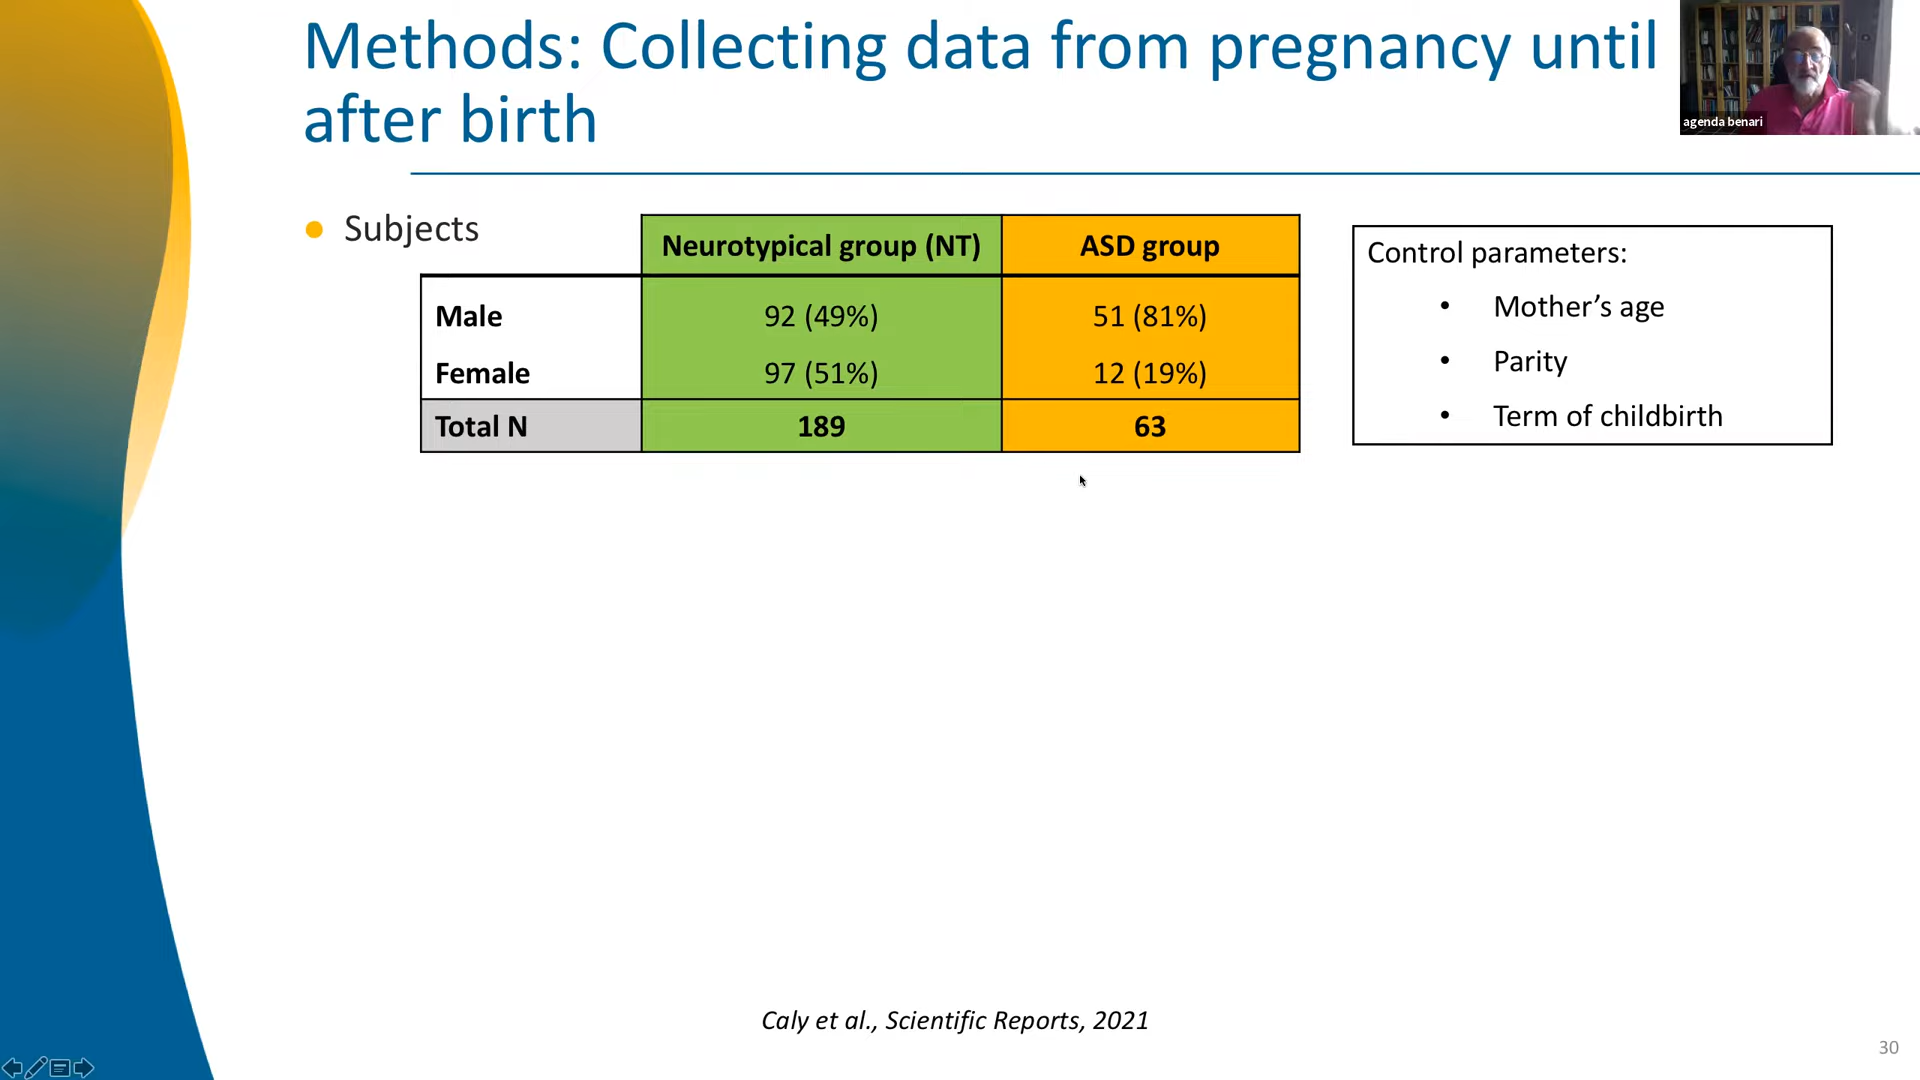 Methods: Collecting data from pregnancy until
after birth
agenda benari
Subjects
Neurotypical group (NT) ASD group
Male 92 (49%) 51 (81%)
Female 97 (51%) 12 (19%)
Total N 189 63
Control parameters:
• Mother's age
• Parity
• Term of childbirth
Caly et al., Scientific Reports, 2021
30